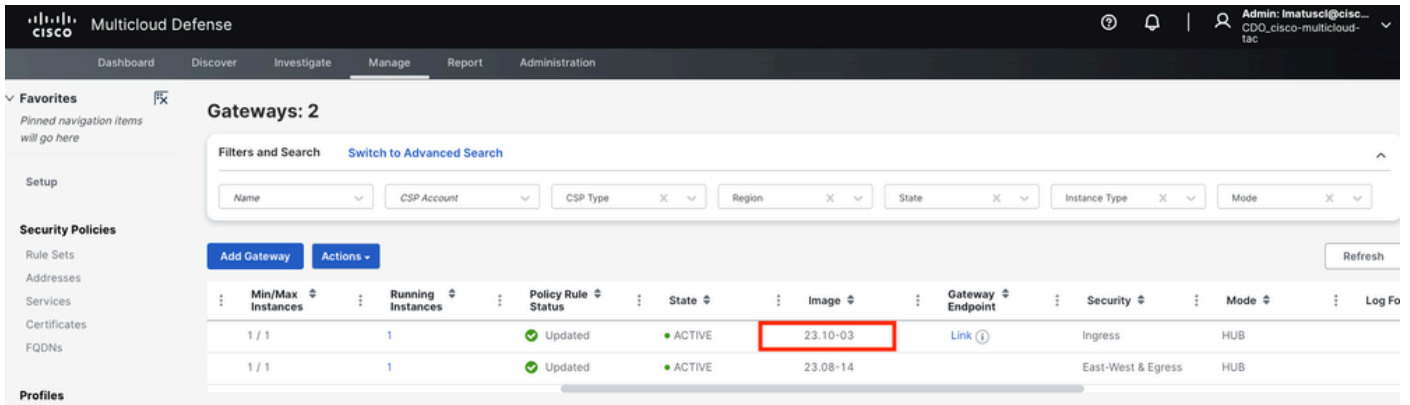 CISCO
Multicloud Defense
Admin: lmatuscl@cisc...
CDO_cisco-multicloud-
tac
Dashboard Discover Investigate Manage Report Administration
Favorites
Pinned navigation items
will go here
Setup
Security Policies
Rule Sets
Addresses
Services
Certificates
FQDNs
Profiles
Gateways: 2
Filters and Search Switch to Advanced Search
Name CSP Account CSP Type Region State Instance Type Mode
Add Gateway Actions Refresh
Min/Max Running Policy Rule State Image Gateway Security Mode Log Fo
Instances Instances Status Endpoint
1 / 1 1 Updated ACTIVE 23.10-03 Link Ingress HUB
1 / 1 1 Updated ACTIVE 23.08-14 East-West & Egress HUB